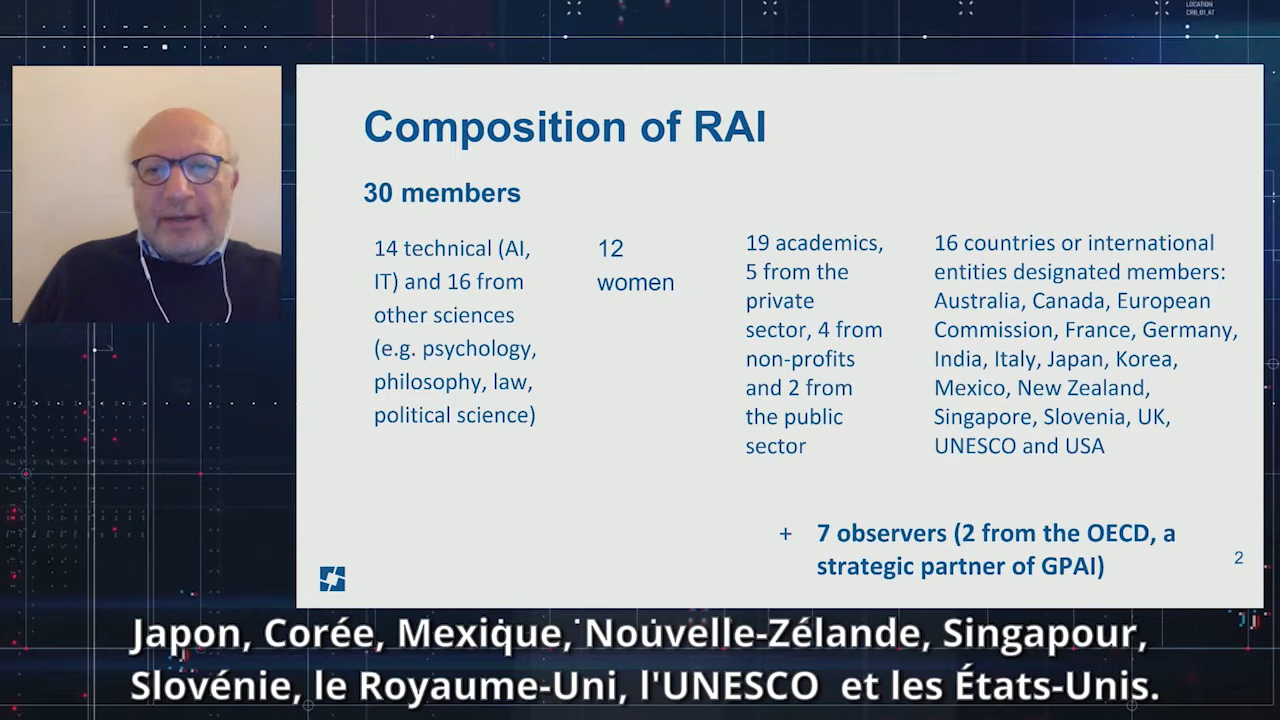 LOCATION
CRB_01_AT
Composition of RAI
30 members
14 technical (AI,
IT) and 16 from
other sciences
(e.g. psychology,
philosophy, law,
political science)
12
women
19 academics,
5 from the
private
sector, 4 from
non-profits
and 2 from
the public
sector
16 countries or international
entities designated members:
Australia, Canada, European
Commission, France, Germany,
India, Italy, Japan, Korea,
Mexico, New Zealand,
Singapore, Slovenia, UK,
UNESCO and USA
+ 7 observers (2 from the OECD, a
strategic partner of GPAI)
2
Japon, Corée, Mexique, Nouvelle-Zélande, Singapour,
Slovénie, le Royaume-Uni, l'UNESCO et les États-Unis.